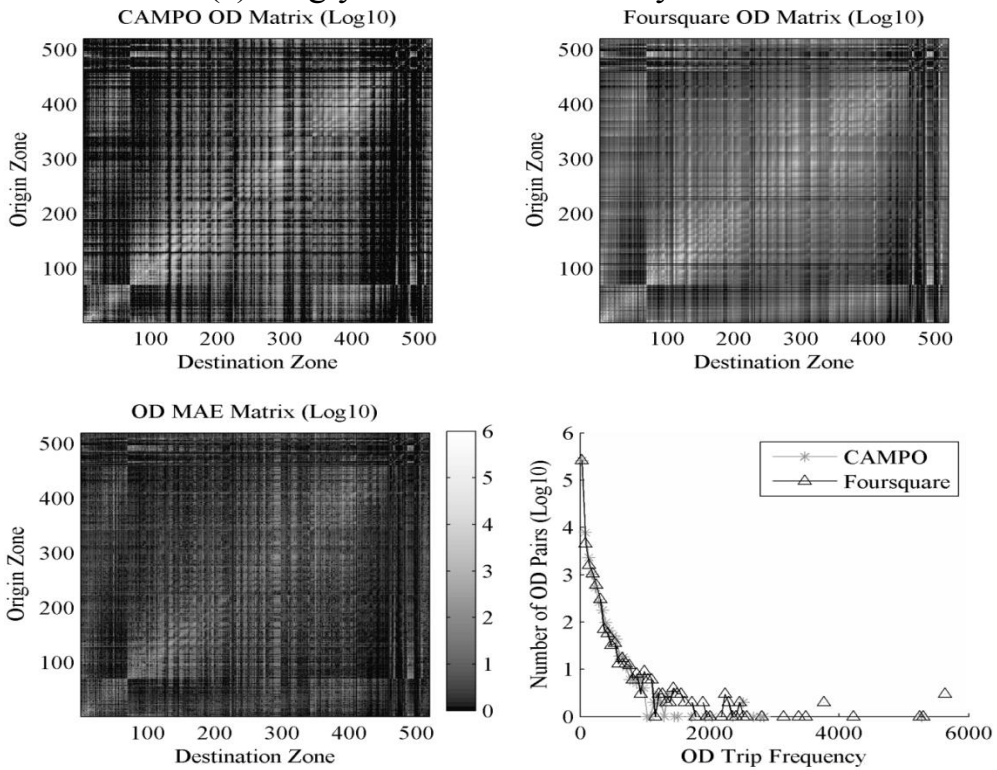 CAMPO OD Matrix (Log10)
Origin Zone
500
400
300
200
100
100 200 300 400 500
Destination Zone
Foursquare OD Matrix (Log10)
Origin Zone
500
400
300
200
100
100 200 300 400 500
Destination Zone
OD MAE Matrix (Log10)
Origin Zone
500
400
300
200
100
100 200 300 400 500
Destination Zone
6
5
4
3
2
1
0
Number of OD Pairs (Log10)
6
5
4
3
2
1
0
0 2000 4000 6000
OD Trip Frequency
CAMPO
Foursquare